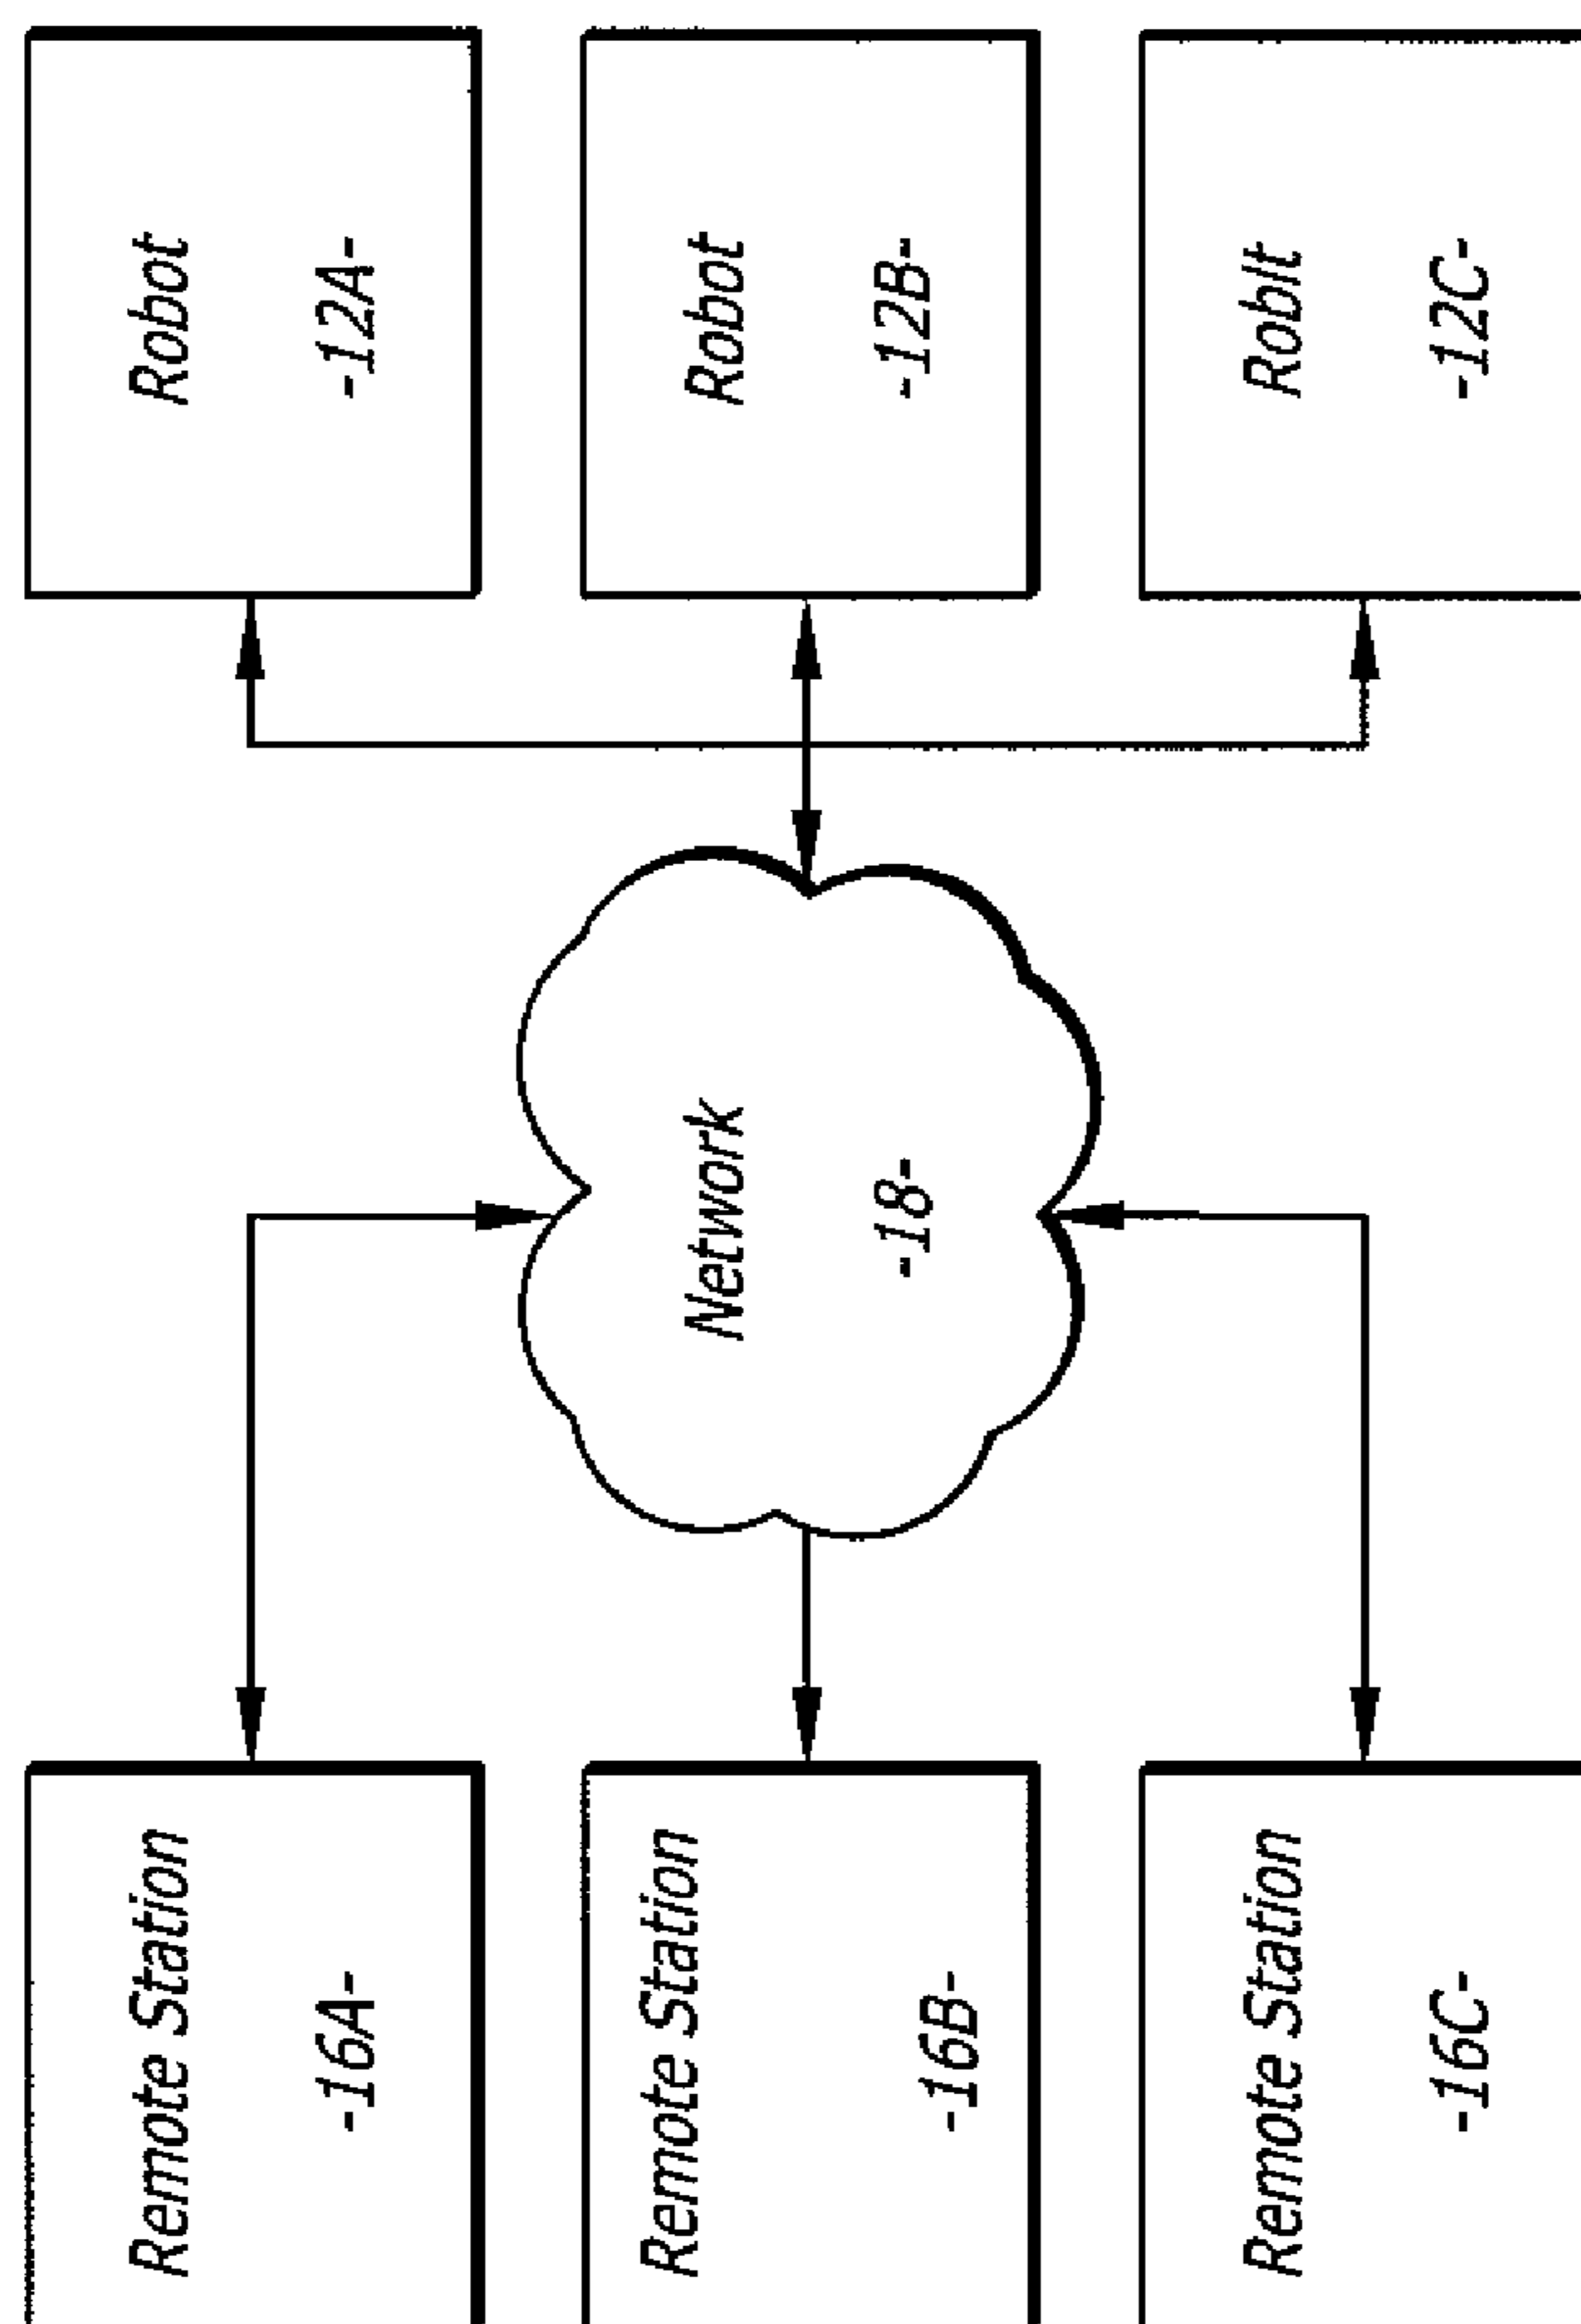 Remote Station
-16A-
Robot
-12A-
Remote Station
-16B-
Network
-18-
Robot
-12B-
Remote Station
-16C-
Roblt
-12C-